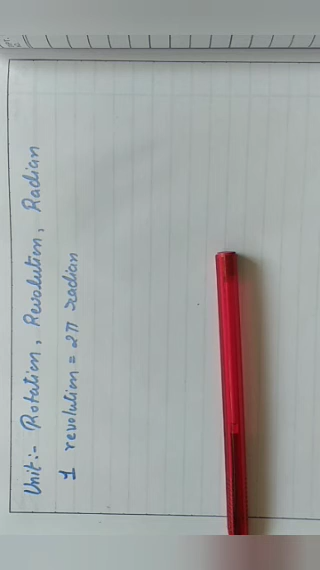 Unit:- Rotation, Revolution, Radian
1 revolution = 2π radian